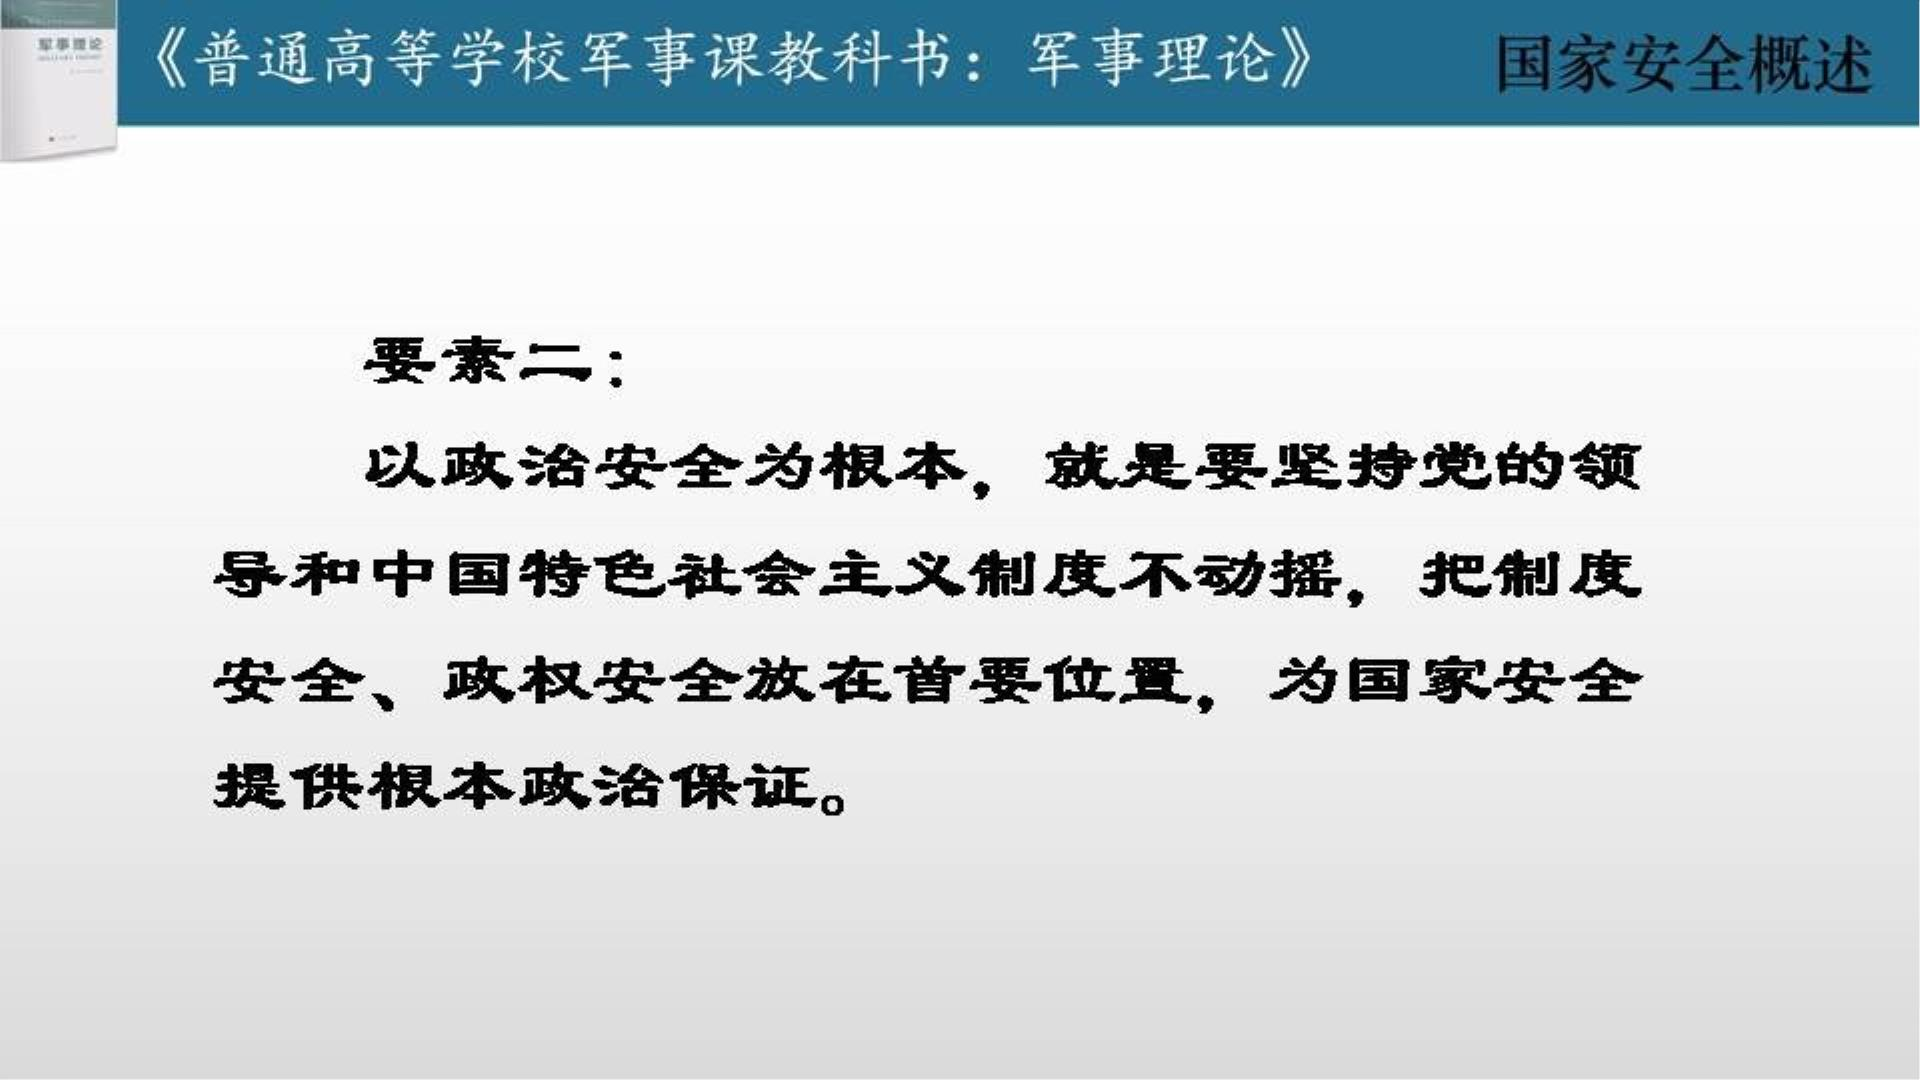 军事理论
《普通高等学校军事课教科书：军事理论》
国家安全概述
要素二：
以政治安全为根本，就是要坚持党的领
导和中国特色社会主义制度不动摇，把制度
安全、政权安全放在首要位置，为国家安全
提供根本政治保证。